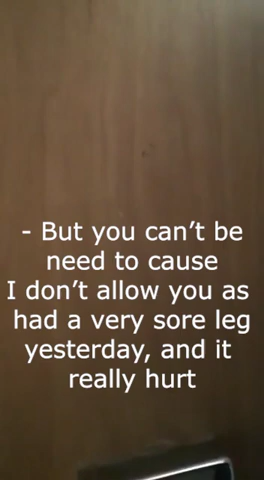 - But you can't be
need to cause
I don't allow you as
had a very sore leg
yesterday, and it
really hurt